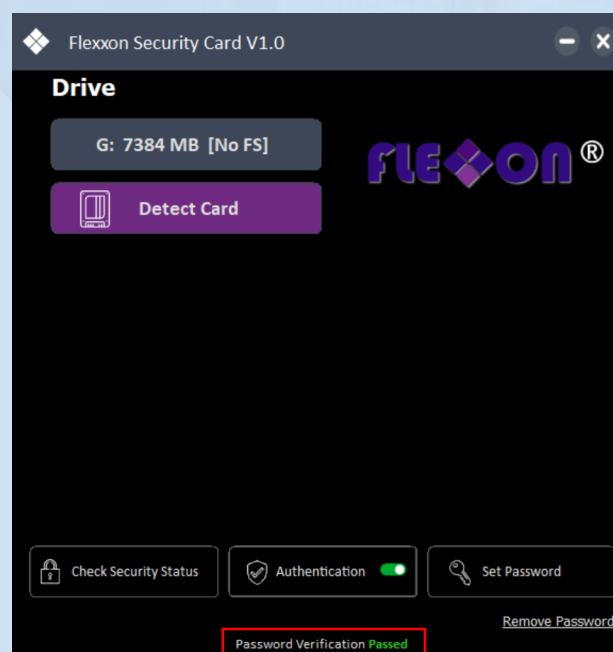 Flexxon Security Card V1.0
Drive
G: 7384 MB [No FS]
FLEXXON®
Detect Card
Check Security Status
Authentication
Set Password
Remove Password
Password Verification Passed